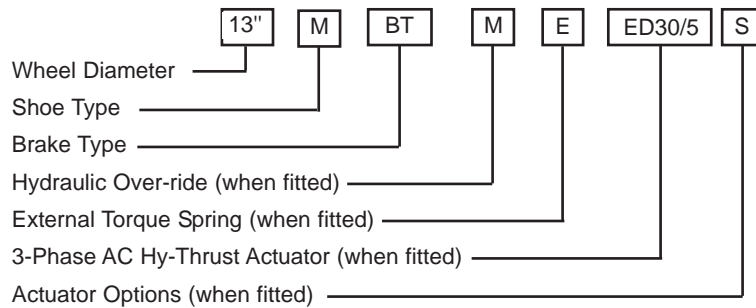 13" M BT M E ED30/5 S
Wheel Diameter
Shoe Type
Brake Type
Hydraulic Over-ride (when fitted)
External Torque Spring (when fitted)
3-Phase AC Hy-Thrust Actuator (when fitted)
Actuator Options (when fitted)